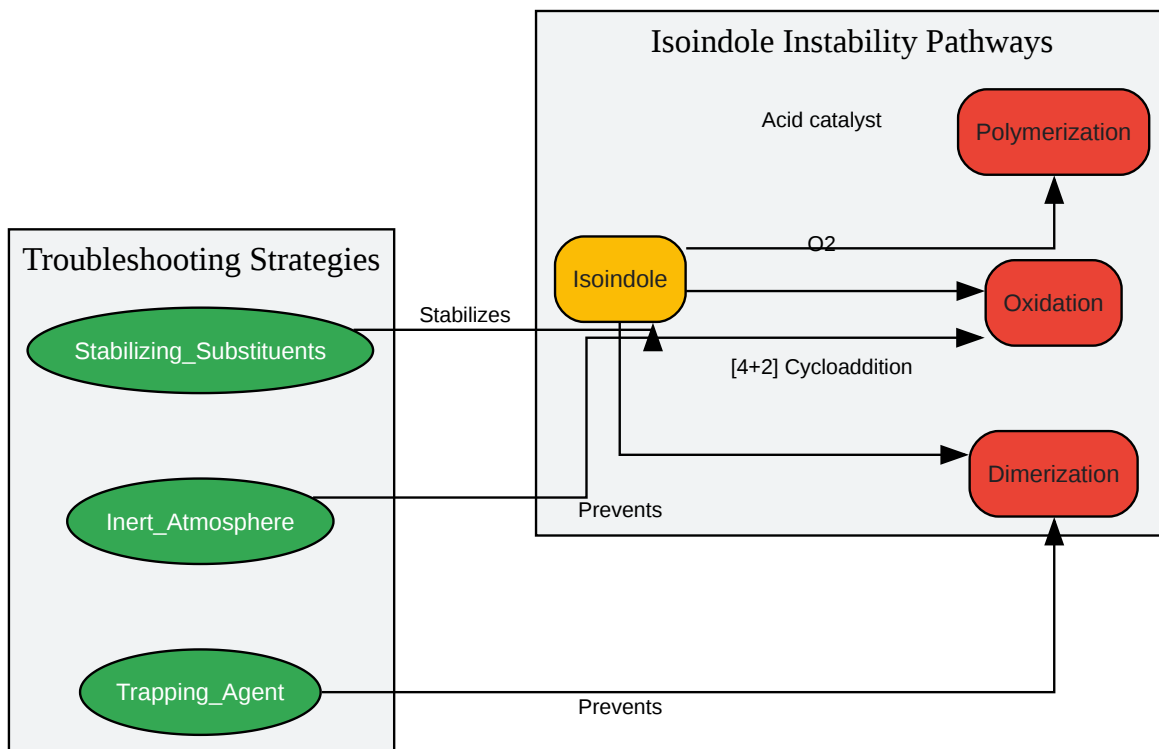 Isoindole Instability Pathways
Acid catalyst
Polymerization
O2
Isoindole
Oxidation
[4+2] Cycloaddition
Dimerization
Troubleshooting Strategies
Stabilizing_Substituents
Stabilizes
Inert_Atmosphere
Prevents
Trapping_Agent
Prevents